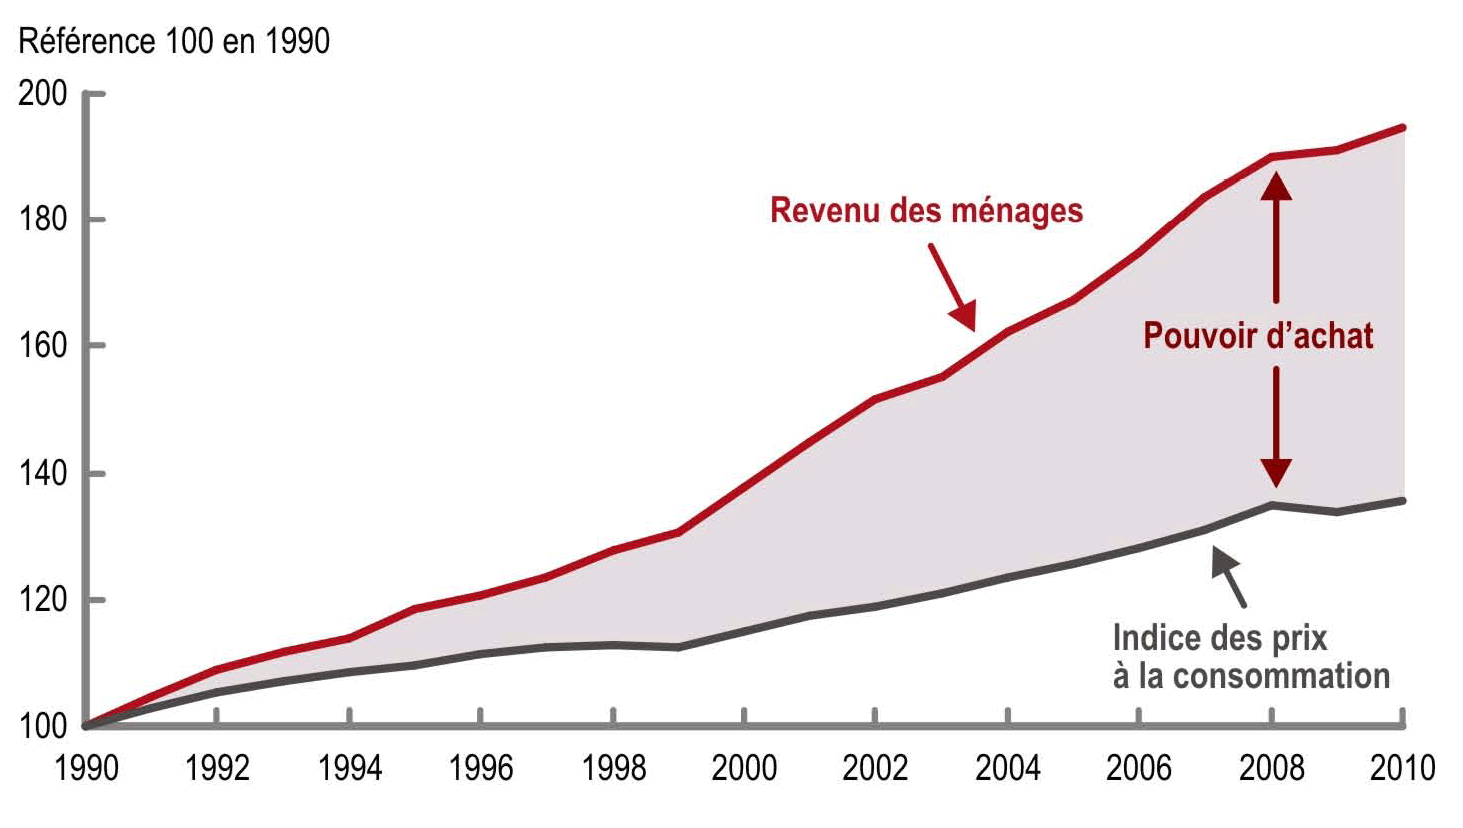 Référence 100 en 1990
200
180
160
140
120
100
Revenu des ménages
Pouvoir d’achat
Indice des prix
à la consommation
1990 1992 1994 1996 1998 2000 2002 2004 2006 2008 2010